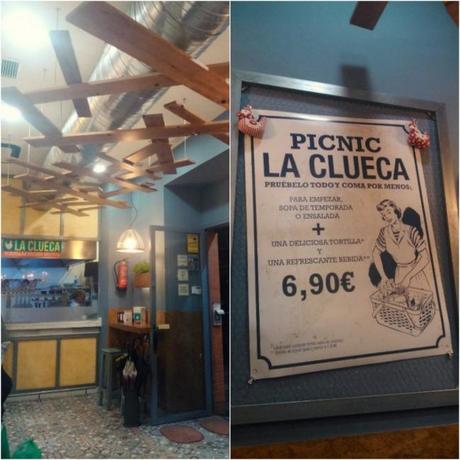 LA CLUECA
PICNIC
LA CLUECA
PRUÉBELO TODO Y COMA POR MENOS:
PARA EMPEZAR,
SOPA DE TEMPORADA
O ENSALADA
+
UNA DELICIOSA TORTILLA*
Y
UNA REFRESCANTE BEBIDA**
6,90€